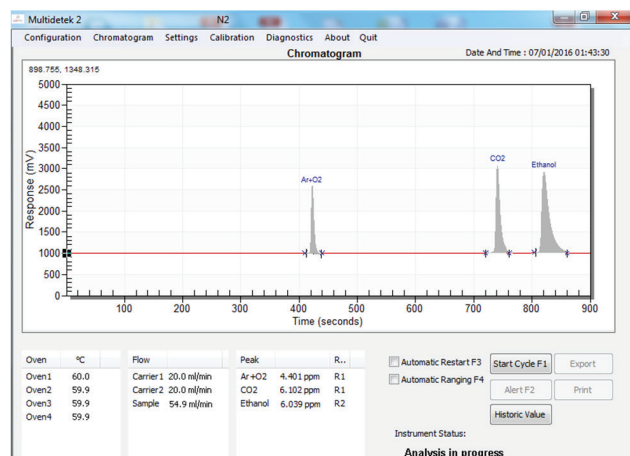 Multidetek 2 N2
Configuration Chromatogram Settings Calibration Diagnostics About Quit
Chromatogram Date And Time : 07/01/2016 01:43:30
898.755, 1348.315
5000
4500
4000
3500
3000
2500
2000
1500
1000
500
0
Response (mV)
Ar+O2
CO2
Ethanol
100 200 300 400 500 600 700 800 900
Time (seconds)
Oven °C
Oven1 60.0
Oven2 59.9
Oven3 59.9
Oven4 59.9
Flow
Carrier1 20.0 ml/min
Carrier2 20.0 ml/min
Sample 54.9 ml/min
Peak R..
Ar+O2 4.401 ppm R1
CO2 6.102 ppm R1
Ethanol 6.039 ppm R2
Automatic Restart F3
Automatic Ranging F4
Start Cycle F1 Export
Alert F2 Print
Historic Value
Instrument Status:
Analysis in progress